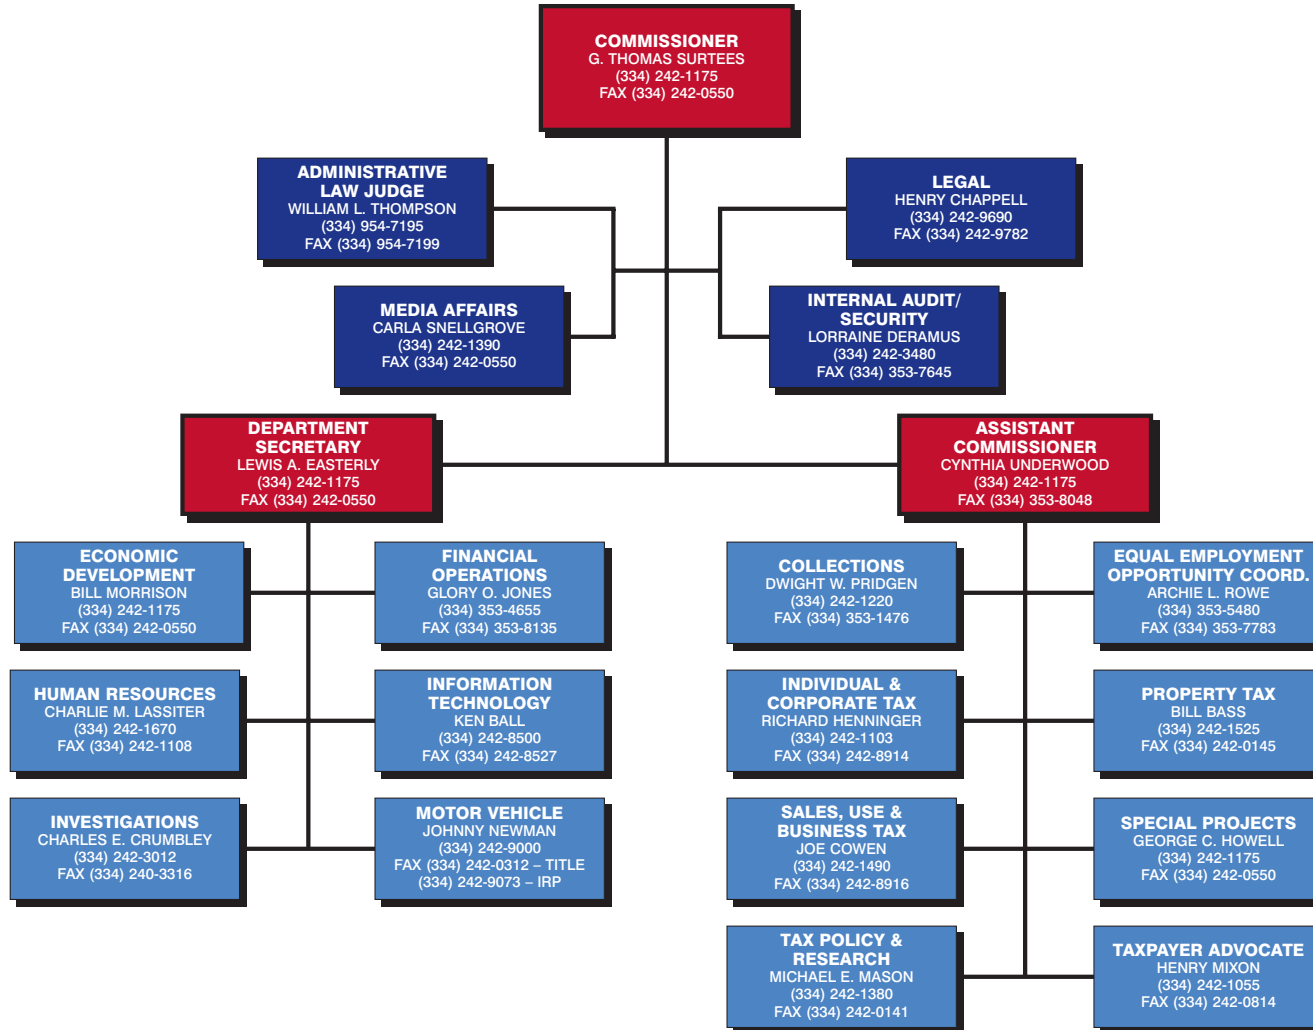 COMMISSIONER
G. THOMAS SURTEES
(334) 242-1175
FAX (334) 242-0550
ADMINISTRATIVE
LAW JUDGE
WILLIAM L. THOMPSON
(334) 954-7195
FAX (334) 954-7199
LEGAL
HENRY CHAPPELL
(334) 242-9690
FAX (334) 242-9782
MEDIA AFFAIRS
CARLA SNELLGROVE
(334) 242-1390
FAX (334) 242-0550
INTERNAL AUDIT/
SECURITY
LORRAINE DERAMUS
(334) 242-3480
FAX (334) 353-7645
DEPARTMENT
SECRETARY
LEWIS A. EASTERLY
(334) 242-1175
FAX (334) 242-0550
ASSISTANT
COMMISSIONER
CYNTHIA UNDERWOOD
(334) 242-1175
FAX (334) 353-8048
ECONOMIC
DEVELOPMENT
BILL MORRISON
(334) 242-1175
FAX (334) 242-0550
FINANCIAL
OPERATIONS
GLORY O. JONES
(334) 353-4655
FAX (334) 353-8135
COLLECTIONS
DWIGHT W. PRIDGEN
(334) 242-1220
FAX (334) 353-1476
EQUAL EMPLOYMENT
OPPORTUNITY COORD.
ARCHIE L. ROWE
(334) 353-5480
FAX (334) 353-7783
HUMAN RESOURCES
CHARLIE M. LASSITER
(334) 242-1670
FAX (334) 242-1108
INFORMATION
TECHNOLOGY
KEN BALL
(334) 242-8500
FAX (334) 242-8527
INDIVIDUAL &
CORPORATE TAX
RICHARD HENNINGER
(334) 242-1103
FAX (334) 242-8914
PROPERTY TAX
BILL BASS
(334) 242-1525
FAX (334) 242-0145
INVESTIGATIONS
CHARLES E. CRUMBLEY
(334) 242-3012
FAX (334) 240-3316
MOTOR VEHICLE
JOHNNY NEWMAN
(334) 242-9000
FAX (334) 242-0312 – TITLE
(334) 242-9073 – IRP
SALES, USE &
BUSINESS TAX
JOE COWEN
(334) 242-1490
FAX (334) 242-8916
SPECIAL PROJECTS
GEORGE C. HOWELL
(334) 242-1175
FAX (334) 242-0550
TAX POLICY &
RESEARCH
MICHAEL E. MASON
(334) 242-1380
FAX (334) 242-0141
TAXPAYER ADVOCATE
HENRY MIXON
(334) 242-1055
FAX (334) 242-0814